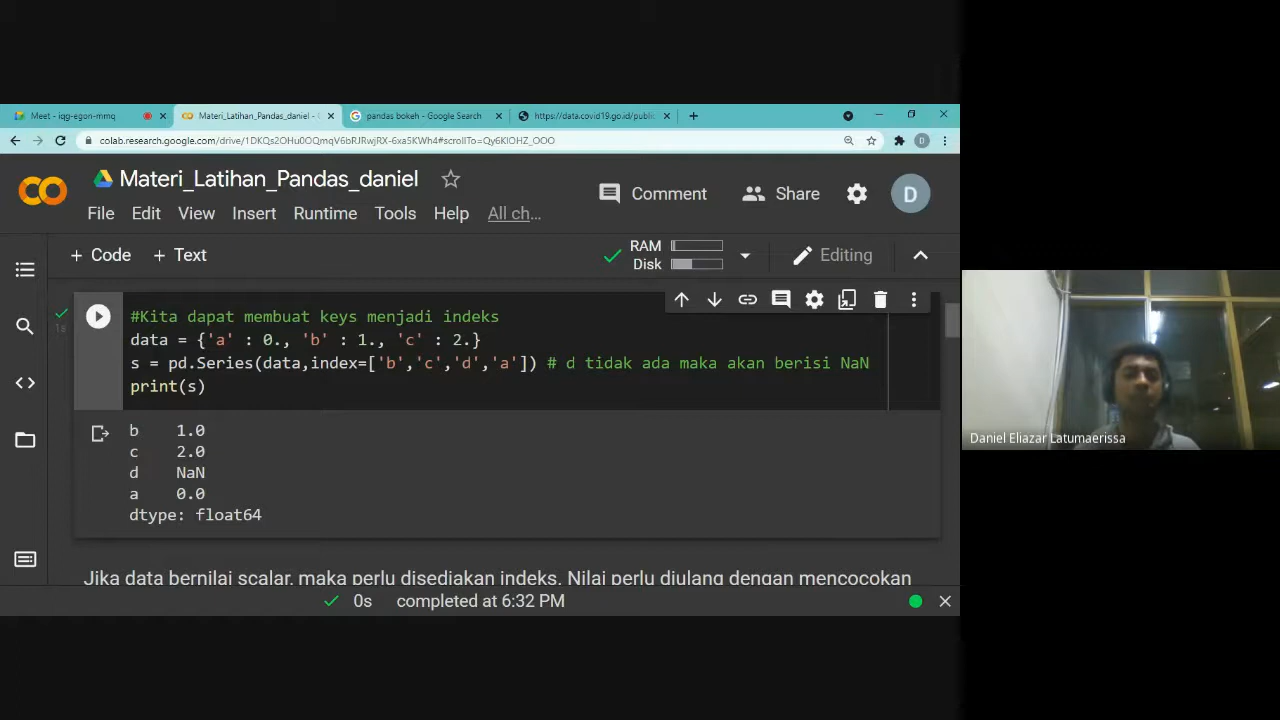 Meet - iqg-egon-mmq
Materi_Latihan_Pandas_daniel - C
pandas bokeh - Google Search
https://data.covid19.go.id/public
colab.research.google.com/drive/1DKQs2OHu0OQmqV6bRJRwjRX-6xa5KWh4#scrollTo=Qy6KlOHZ_OOO
D
Materi_Latihan_Pandas_daniel
Comment
Share
D
File Edit View Insert Runtime Tools Help All ch...
+ Code + Text
RAM
Disk
Editing
1s
#Kita dapat membuat keys menjadi indeks
data = {'a' : 0., 'b' : 1., 'c' : 2.}
s = pd.Series(data,index=['b','c','d','a']) # d tidak ada maka akan berisi NaN
print(s)
b 1.0
c 2.0
d NaN
a 0.0
dtype: float64
Jika data bernilai scalar, maka perlu disediakan indeks. Nilai perlu diulang dengan mencocokan
0s completed at 6:32 PM
Daniel Eliazar Latumaerissa